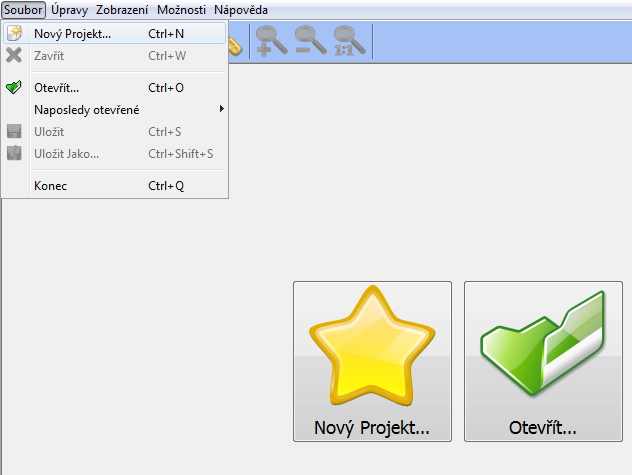 Soubor Úpravy Zobrazení Možnosti Nápověda
Nový Projekt... Ctrl+N
Zavřít Ctrl+W
Otevřít... Ctrl+O
Naposledy otevřené
Uložit Ctrl+S
Uložit Jako... Ctrl+Shift+S
Konec Ctrl+Q
1:1
Nový Projekt... Otevřít...